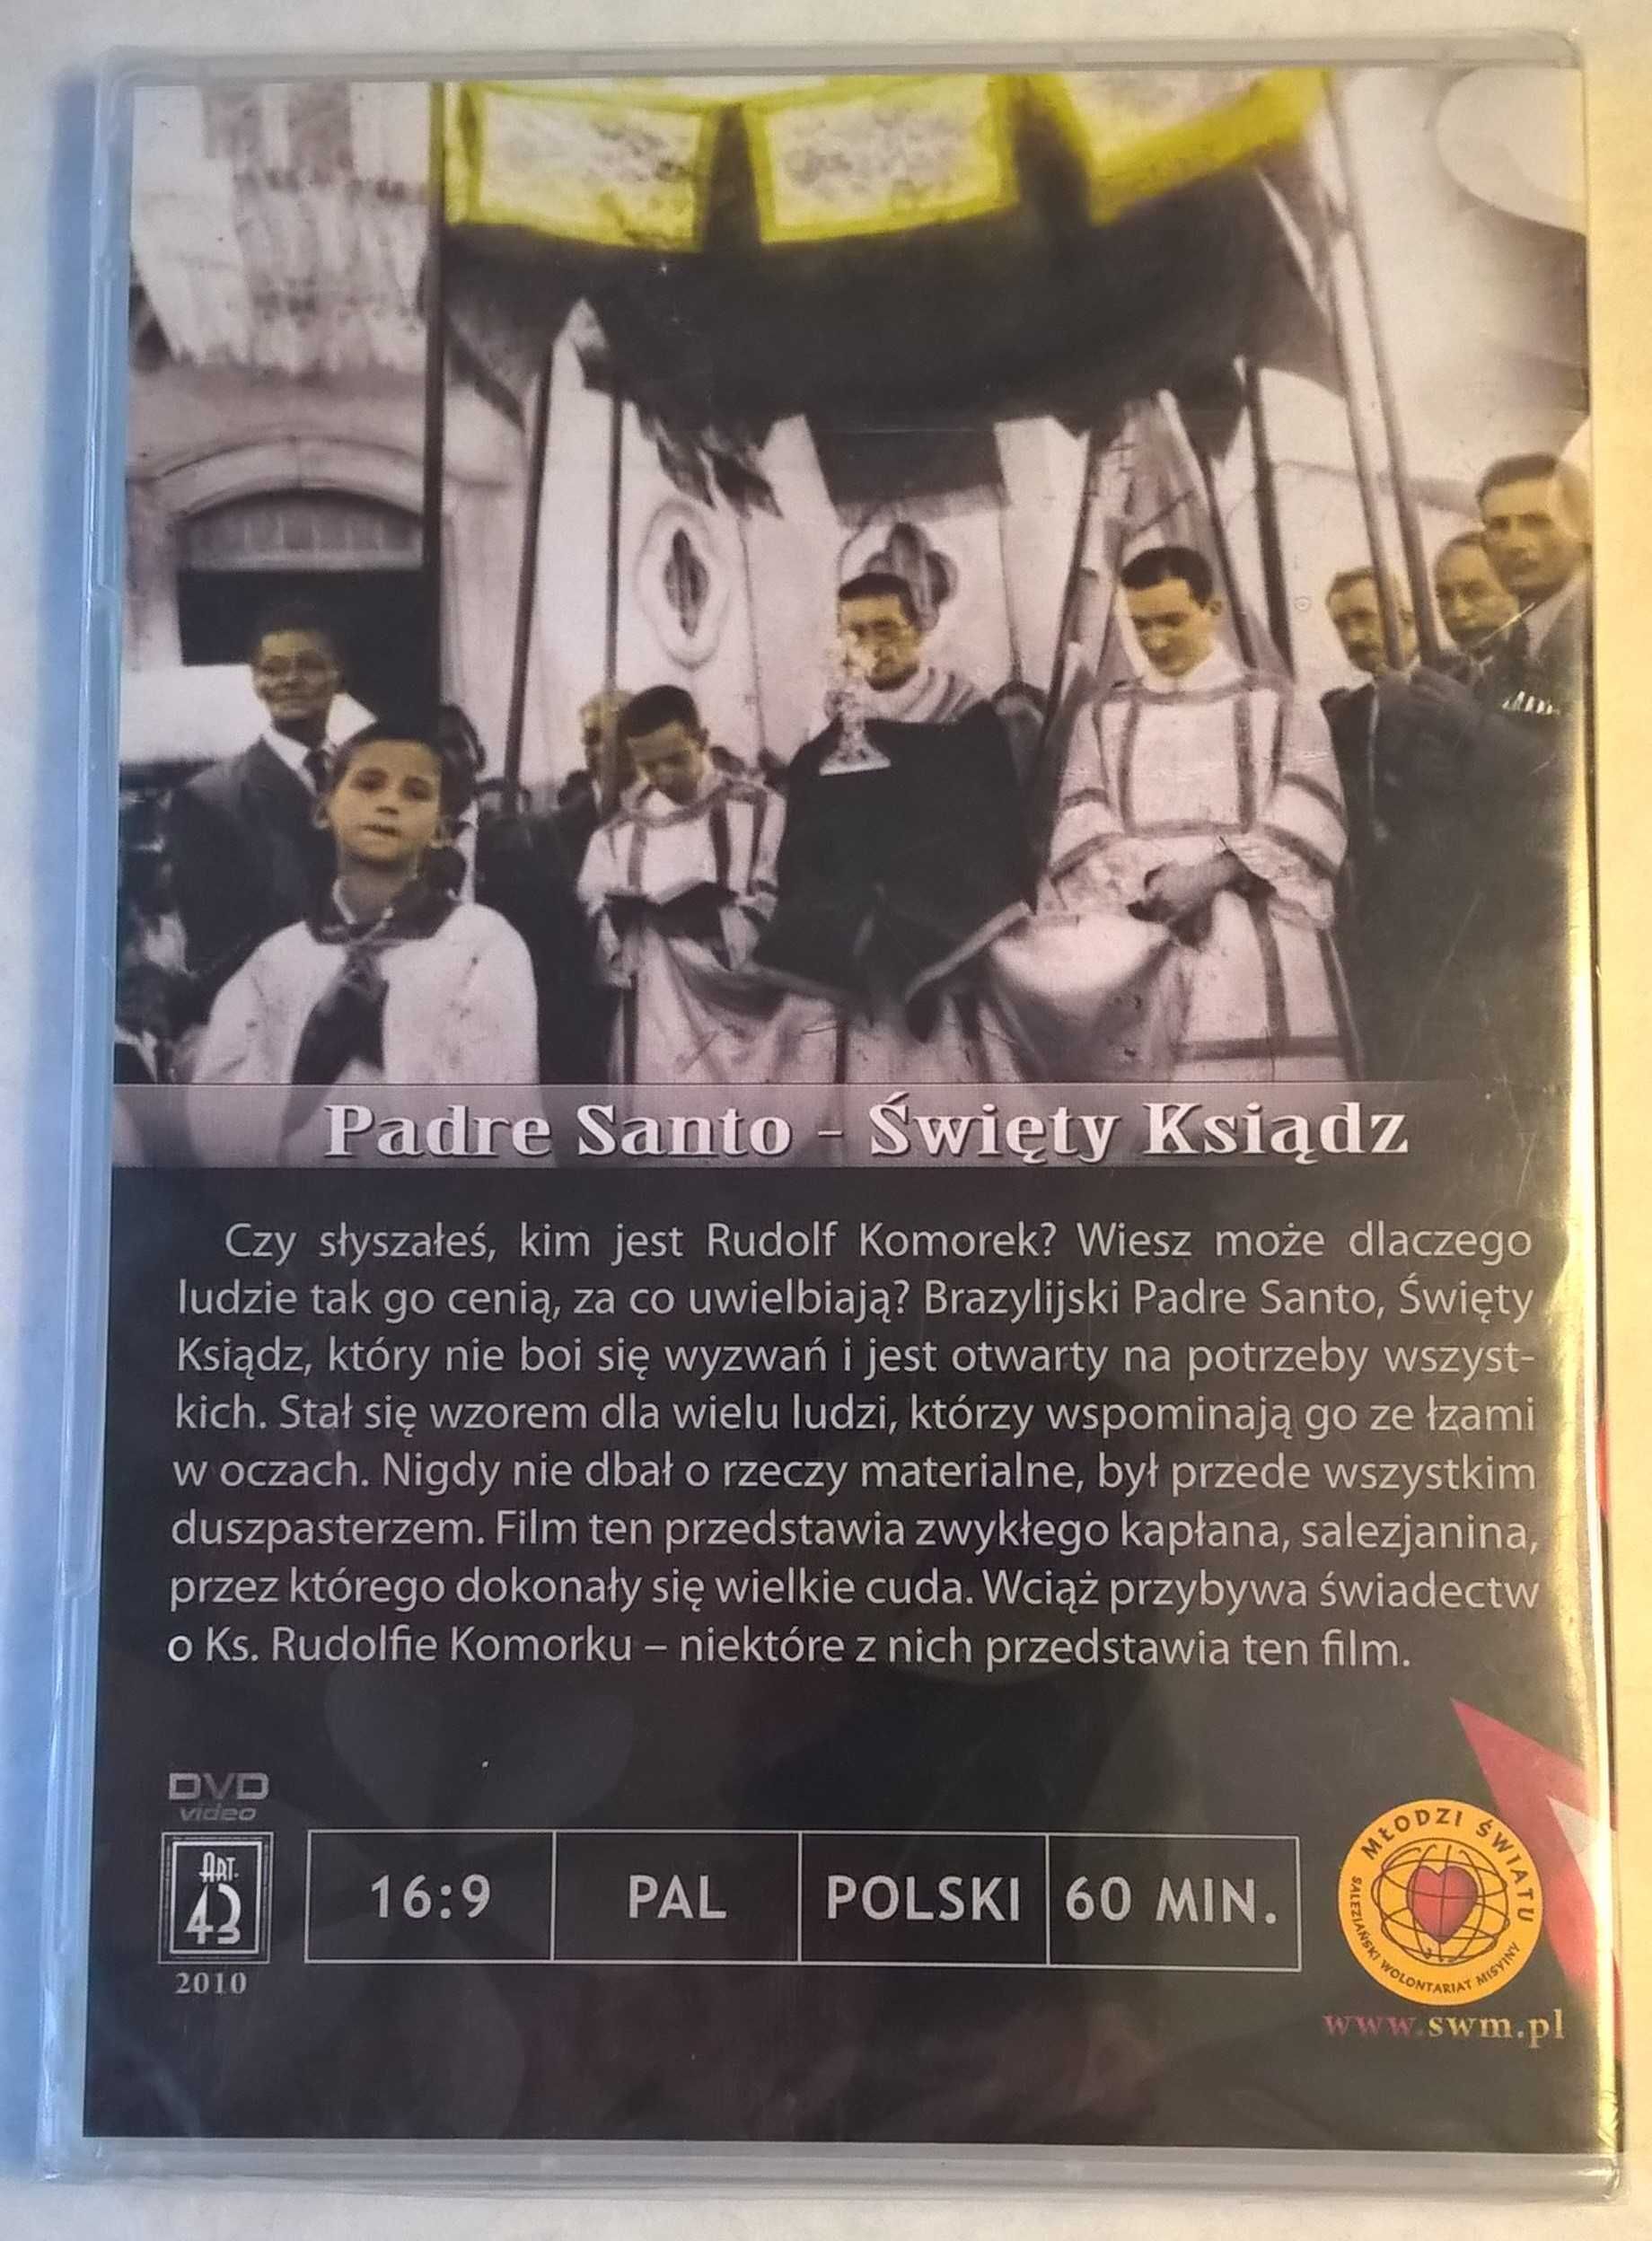 Padre Santo - Święty Ksiądz
Czy słyszałeś, kim jest Rudolf Komorek? Wiesz może dlaczego
ludzie tak go cenią, za co uwielbiają? Brazylijski Padre Santo, Święty
Ksiądz, który nie boi się wyzwań i jest otwarty na potrzeby wszyst-
kich. Stał się wzorem dla wielu ludzi, którzy wspominają go ze łzami
w oczach. Nigdy nie dbał o rzeczy materialne, był przede wszystkim
duszpasterzem. Film ten przedstawia zwykłego kapłana, salezjanina,
przez którego dokonały się wielkie cuda. Wciąż przybywa świadectw
o Ks. Rudolfie Komorku – niektóre z nich przedstawia ten film.
DVD
video
ART.
43
2010
16:9 PAL POLSKI 60 MIN.
MŁODZI ŚWIATU
SALEZJAŃSKI WOLONTARIAT MISYJNY
www.swm.pl